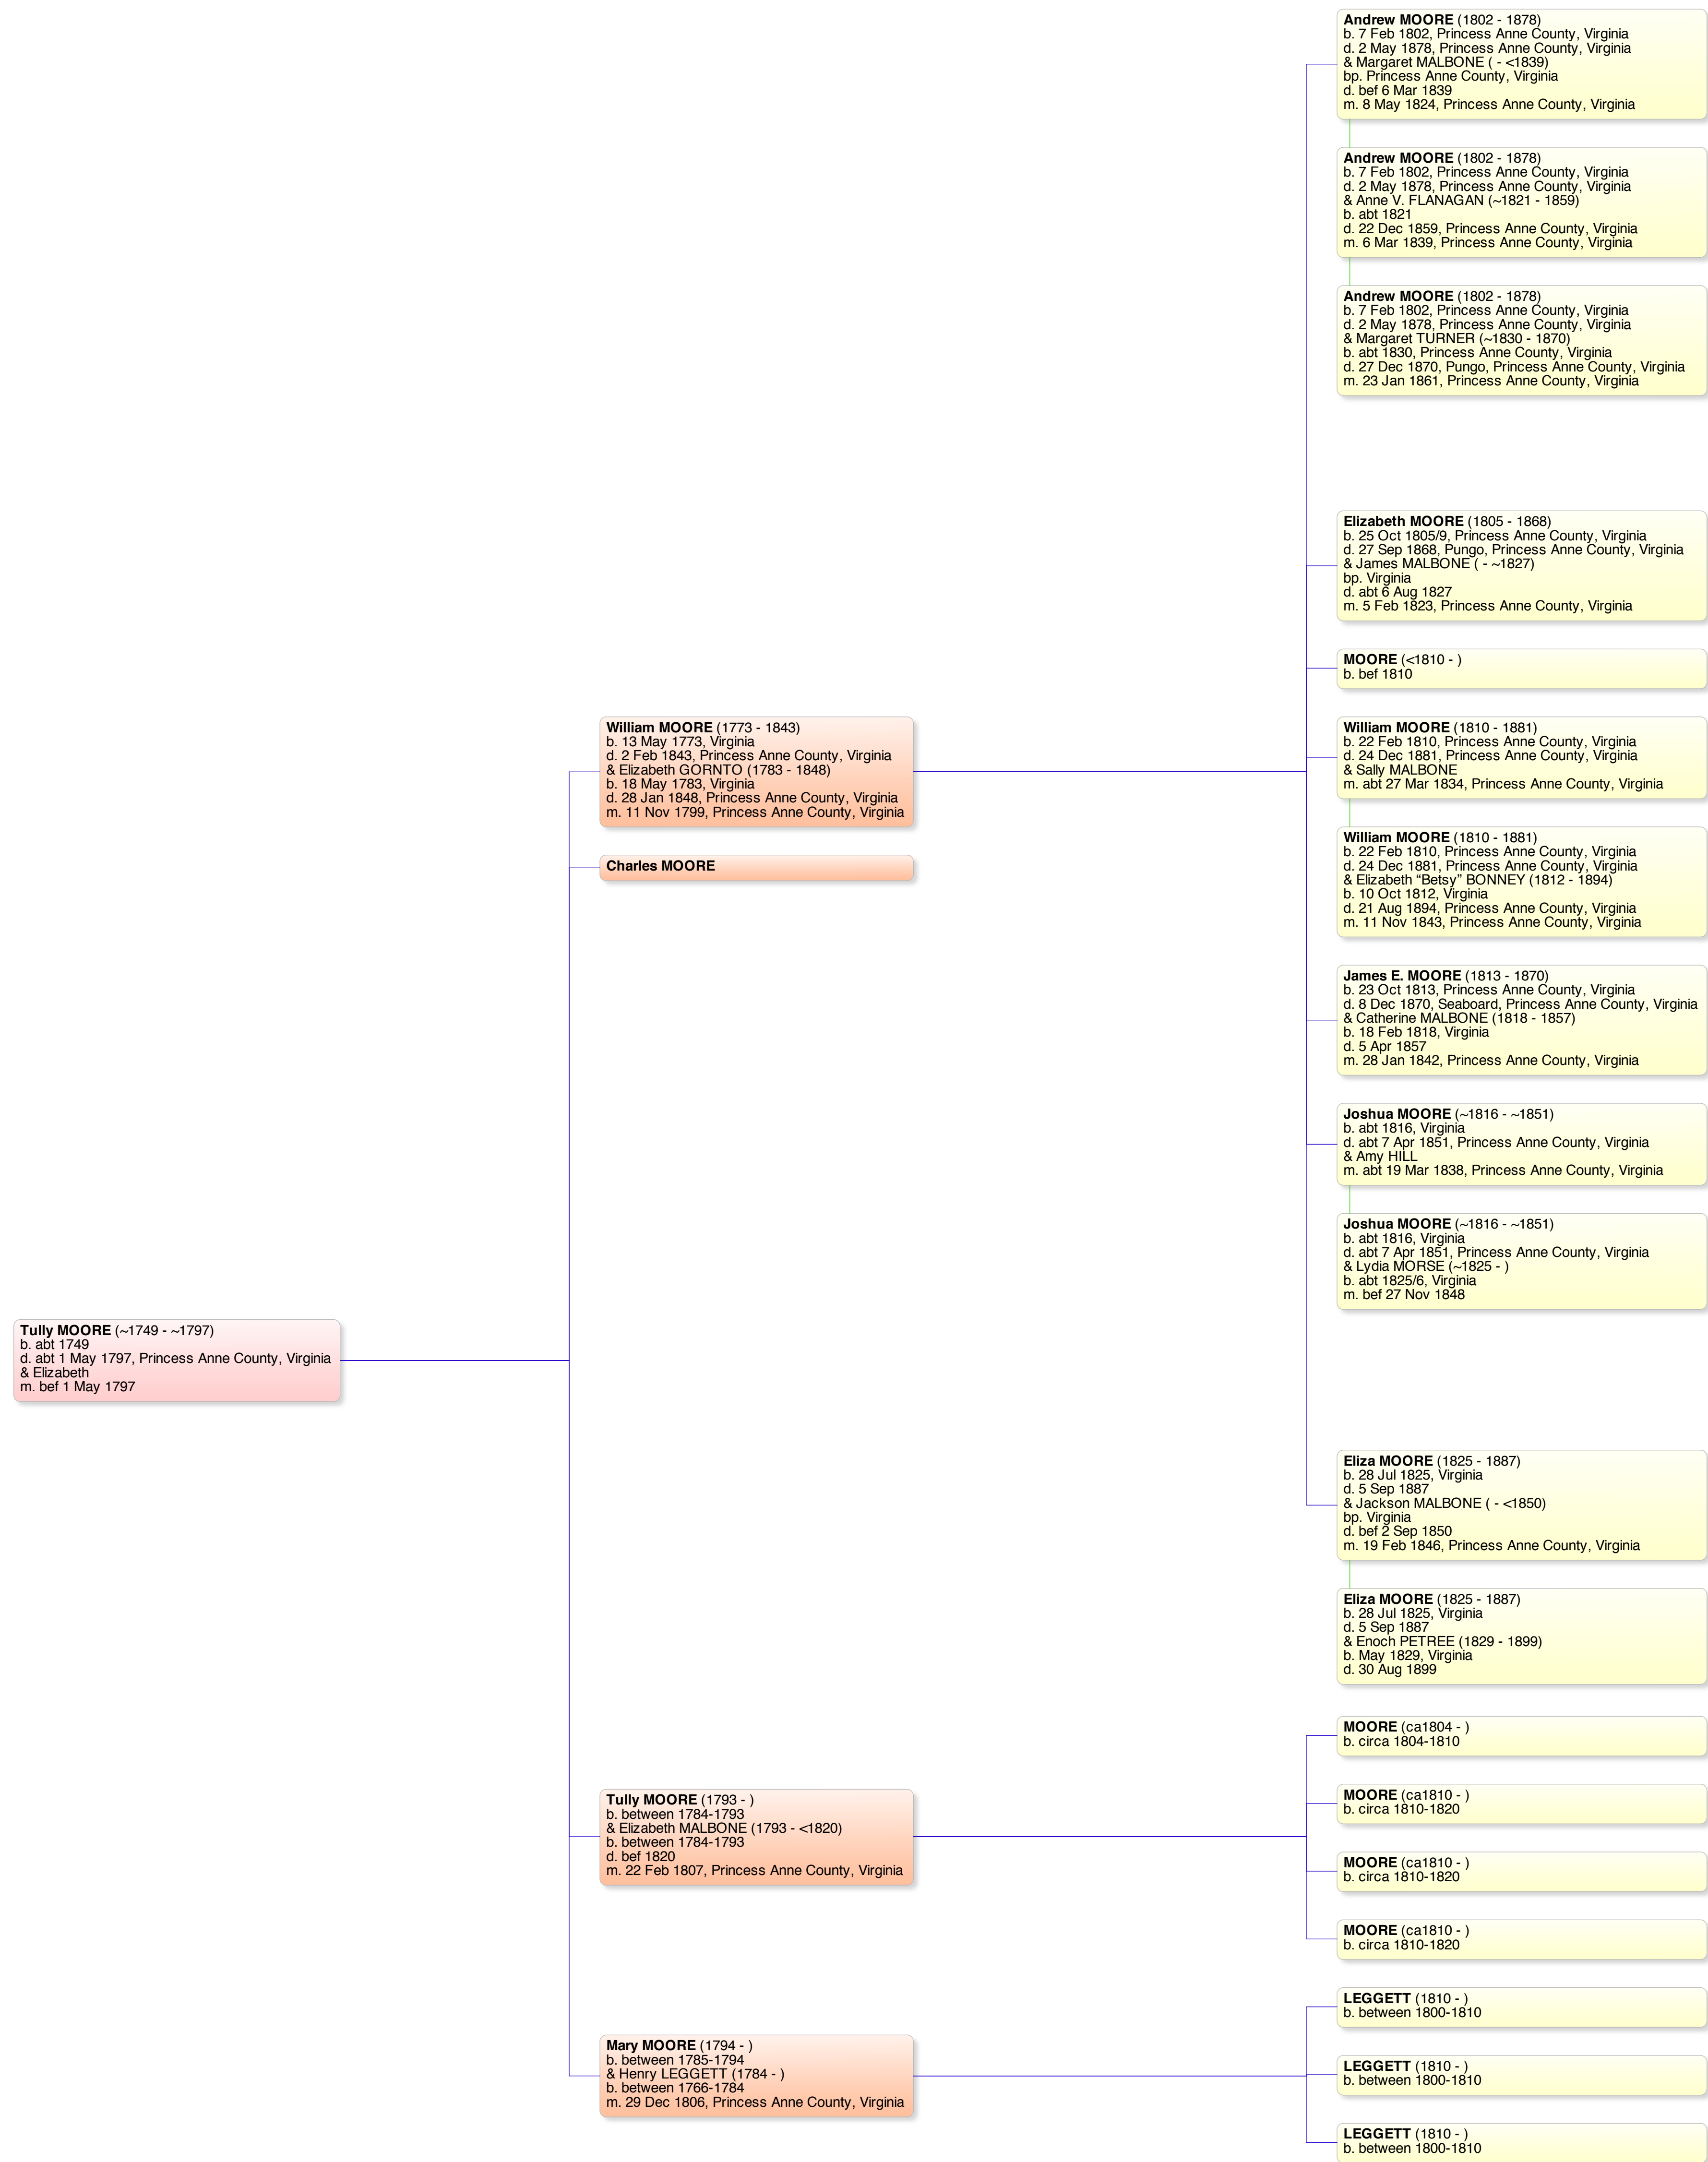 Tully MOORE (~1749 - ~1797)
b. abt 1749
d. abt 1 May 1797, Princess Anne County, Virginia
& Elizabeth
m. bef 1 May 1797
William MOORE (1773 - 1843)
b. 13 May 1773, Virginia
d. 2 Feb 1843, Princess Anne County, Virginia
& Elizabeth GORNTO (1783 - 1848)
b. 18 May 1783, Virginia
d. 28 Jan 1848, Princess Anne County, Virginia
m. 11 Nov 1799, Princess Anne County, Virginia
Charles MOORE
Tully MOORE (1793 - )
b. between 1784-1793
& Elizabeth MALBONE (1793 - <1820)
b. between 1784-1793
d. bef 1820
m. 22 Feb 1807, Princess Anne County, Virginia
Mary MOORE (1794 - )
b. between 1785-1794
& Henry LEGGETT (1784 - )
b. between 1766-1784
m. 29 Dec 1806, Princess Anne County, Virginia
Andrew MOORE (1802 - 1878)
b. 7 Feb 1802, Princess Anne County, Virginia
d. 2 May 1878, Princess Anne County, Virginia
& Margaret MALBONE ( - <1839)
bp. Princess Anne County, Virginia
d. bef 6 Mar 1839
m. 8 May 1824, Princess Anne County, Virginia
Andrew MOORE (1802 - 1878)
b. 7 Feb 1802, Princess Anne County, Virginia
d. 2 May 1878, Princess Anne County, Virginia
& Anne V. FLANAGAN (~1821 - 1859)
b. abt 1821
d. 22 Dec 1859, Princess Anne County, Virginia
m. 6 Mar 1839, Princess Anne County, Virginia
Andrew MOORE (1802 - 1878)
b. 7 Feb 1802, Princess Anne County, Virginia
d. 2 May 1878, Princess Anne County, Virginia
& Margaret TURNER (~1830 - 1870)
b. abt 1830, Princess Anne County, Virginia
d. 27 Dec 1870, Pungo, Princess Anne County, Virginia
m. 23 Jan 1861, Princess Anne County, Virginia
Elizabeth MOORE (1805 - 1868)
b. 25 Oct 1805/9, Princess Anne County, Virginia
d. 27 Sep 1868, Pungo, Princess Anne County, Virginia
& James MALBONE ( - ~1827)
bp. Virginia
d. abt 6 Aug 1827
m. 5 Feb 1823, Princess Anne County, Virginia
MOORE (<1810 - )
b. bef 1810
William MOORE (1810 - 1881)
b. 22 Feb 1810, Princess Anne County, Virginia
d. 24 Dec 1881, Princess Anne County, Virginia
& Sally MALBONE
m. abt 27 Mar 1834, Princess Anne County, Virginia
William MOORE (1810 - 1881)
b. 22 Feb 1810, Princess Anne County, Virginia
d. 24 Dec 1881, Princess Anne County, Virginia
& Elizabeth “Betsy” BONNEY (1812 - 1894)
b. 10 Oct 1812, Virginia
d. 21 Aug 1894, Princess Anne County, Virginia
m. 11 Nov 1843, Princess Anne County, Virginia
James E. MOORE (1813 - 1870)
b. 23 Oct 1813, Princess Anne County, Virginia
d. 8 Dec 1870, Seaboard, Princess Anne County, Virginia
& Catherine MALBONE (1818 - 1857)
b. 18 Feb 1818, Virginia
d. 5 Apr 1857
m. 28 Jan 1842, Princess Anne County, Virginia
Joshua MOORE (~1816 - ~1851)
b. abt 1816, Virginia
d. abt 7 Apr 1851, Princess Anne County, Virginia
& Amy HILL
m. abt 19 Mar 1838, Princess Anne County, Virginia
Joshua MOORE (~1816 - ~1851)
b. abt 1816, Virginia
d. abt 7 Apr 1851, Princess Anne County, Virginia
& Lydia MORSE (~1825 - )
b. abt 1825/6, Virginia
m. bef 27 Nov 1848
Eliza MOORE (1825 - 1887)
b. 28 Jul 1825, Virginia
d. 5 Sep 1887
& Jackson MALBONE ( - <1850)
bp. Virginia
d. bef 2 Sep 1850
m. 19 Feb 1846, Princess Anne County, Virginia
Eliza MOORE (1825 - 1887)
b. 28 Jul 1825, Virginia
d. 5 Sep 1887
& Enoch PETREE (1829 - 1899)
b. May 1829, Virginia
d. 30 Aug 1899
MOORE (ca1804 - )
b. circa 1804-1810
MOORE (ca1810 - )
b. circa 1810-1820
MOORE (ca1810 - )
b. circa 1810-1820
MOORE (ca1810 - )
b. circa 1810-1820
LEGGETT (1810 - )
b. between 1800-1810
LEGGETT (1810 - )
b. between 1800-1810
LEGGETT (1810 - )
b. between 1800-1810